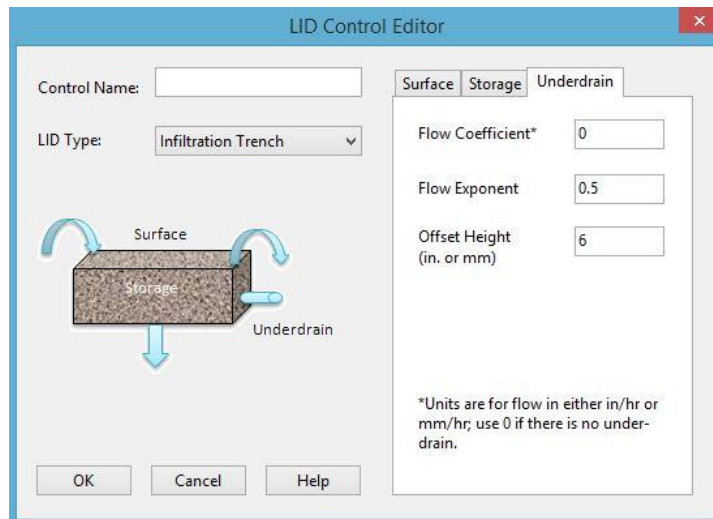 LID Control Editor
×
Control Name:
LID Type:
Infiltration Trench
Surface
Storage
Underdrain
OK
Cancel
Help
Surface
Storage
Underdrain
Flow Coefficient*
0
Flow Exponent
0.5
Offset Height
(in. or mm)
6
*Units are for flow in either in/hr or
mm/hr; use 0 if there is no under-
drain.